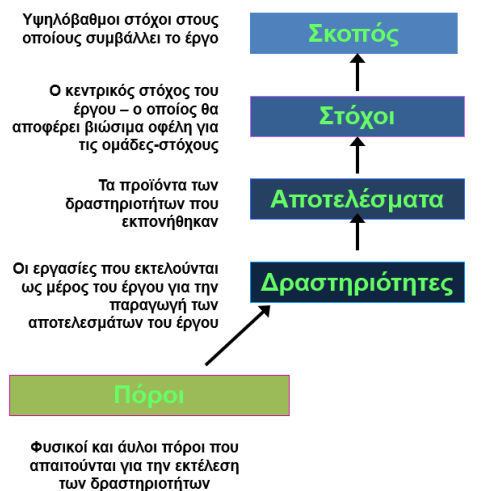 Υψηλόβαθμοι στόχοι στους
οποίους συμβάλλει το έργο
Σκοπός
Ο κεντρικός στόχος του
έργου – ο οποίος θα
αποφέρει βιώσιμα οφέλη για
τις ομάδες-στόχους
Στόχοι
Τα προϊόντα των
δραστηριοτήτων που
εκπονήθηκαν
Αποτελέσματα
Οι εργασίες που εκτελούνται
ως μέρος του έργου για την
παραγωγή των
αποτελεσμάτων του έργου
Δραστηριότητες
Πόροι
Φυσικοί και άυλοι πόροι που
απαιτούνται για την εκτέλεση
των δραστηριοτήτων